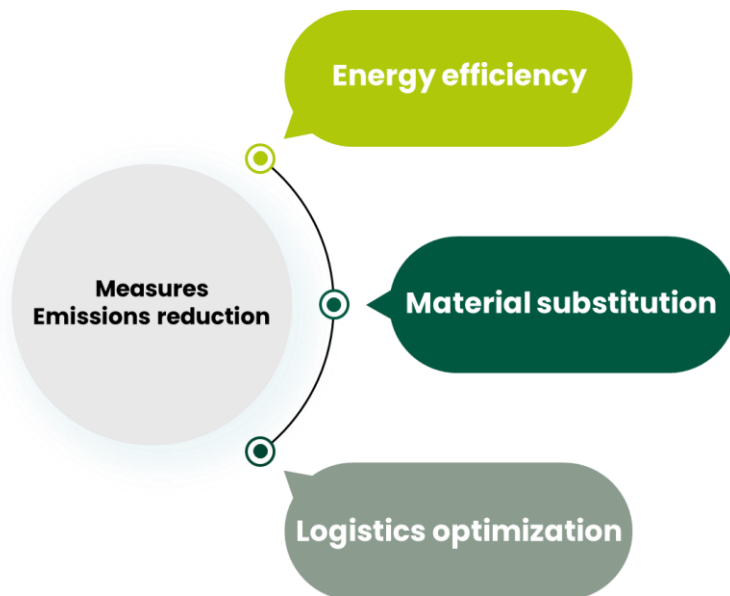 Energy efficiency
Measures
Emissions reduction
Material substitution
Logistics optimization